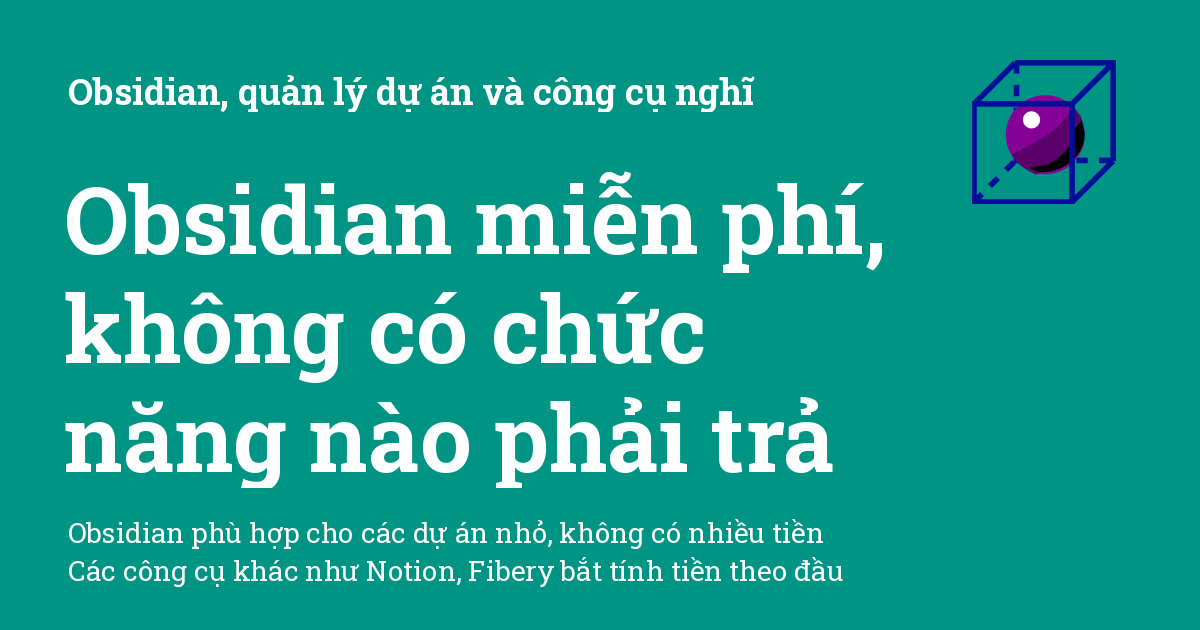 Obsidian, quản lý dự án và công cụ nghĩ
Obsidian miễn phí,
không có chức
năng nào phải trả
Obsidian phù hợp cho các dự án nhỏ, không có nhiều tiền
Các công cụ khác như Notion, Fibery bắt tính tiền theo đầu